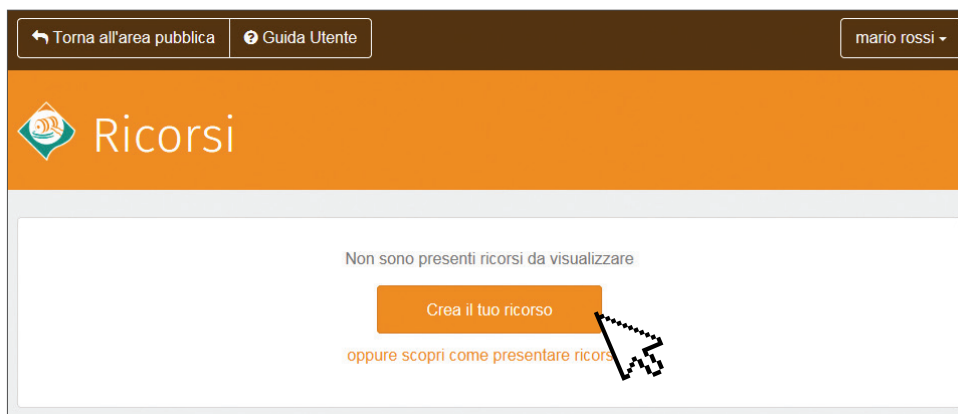 Torna all'area pubblica
Guida Utente
mario rossi
Ricorsi
Non sono presenti ricorsi da visualizzare
Crea il tuo ricorso
oppure scopri come presentare